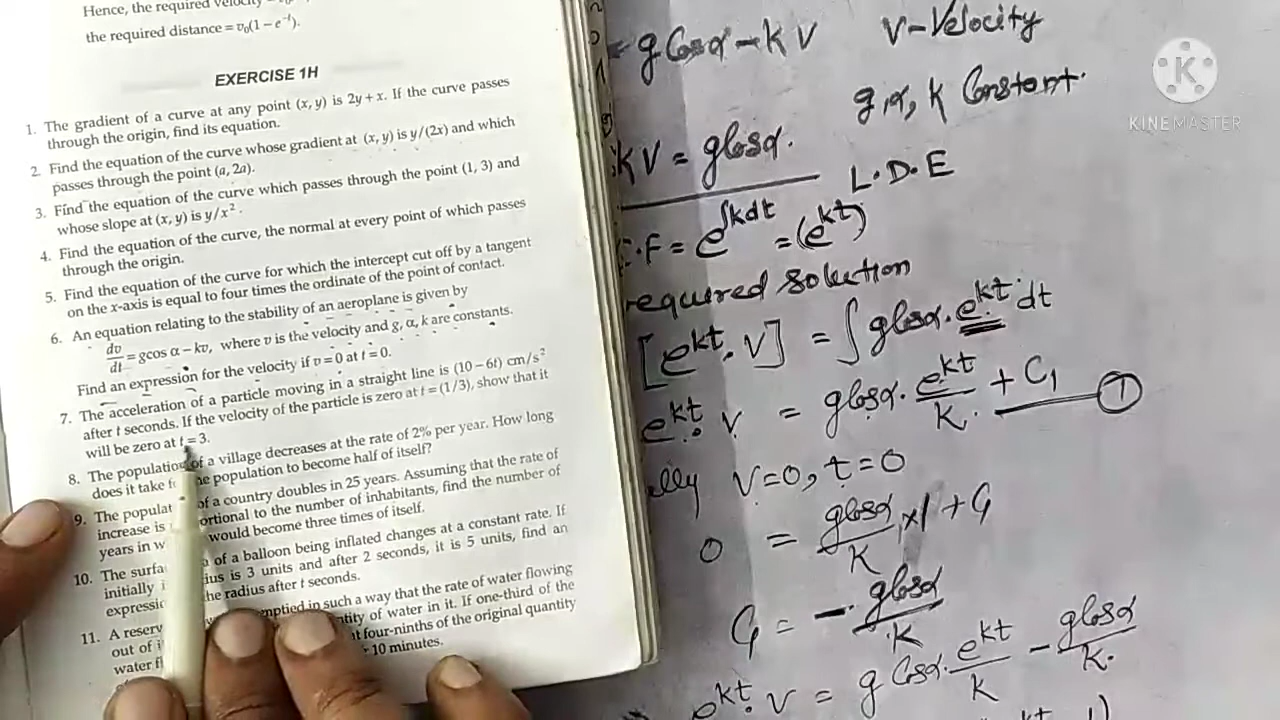 Hence, the required velocity =
the required distance = v₀(1 − e⁻ᵗ).
EXERCISE 1H
1. The gradient of a curve at any point (x, y) is 2y + x. If the curve passes
through the origin, find its equation.
2. Find the equation of the curve whose gradient at (x, y) is y/(2x) and which
passes through the point (a, 2a).
3. Find the equation of the curve which passes through the point (1, 3) and
whose slope at (x, y) is y/x².
4. Find the equation of the curve, the normal at every point of which passes
through the origin.
5. Find the equation of the curve for which the intercept cut off by a tangent
on the x-axis is equal to four times the ordinate of the point of contact.
6. An equation relating to the stability of an aeroplane is given by
dv/dt = g cos α − kv, where v is the velocity and g, α, k are constants.
Find an expression for the velocity if v = 0 at t = 0.
7. The acceleration of a particle moving in a straight line is (10 − 6t) cm/s²
after t seconds. If the velocity of the particle is zero at t = (1/3), show that it
will be zero at t = 3.
8. The population of a village decreases at the rate of 2% per year. How long
does it take the population to become half of itself?
9. The populat of a country doubles in 25 years. Assuming that the rate of
increase is ortional to the number of inhabitants, find the number of
years in w would become three times of itself.
10. The surfa of a balloon being inflated changes at a constant rate. If
initially i ius is 3 units and after 2 seconds, it is 5 units, find an
expressio the radius after t seconds.
11. A reserv mptied in such a way that the rate of water flowing
out of i ntity of water in it. If one-third of the
water fl t four-ninths of the original quantity
10 minutes.
= g Cosα − KV V − Velocity
g, α, K Constant.
KV = gCosα.
L.D.E
I.F = e^∫kdt = (e^kt)
required solution
[e^kt. V] = ∫ gCosα. e^kt. dt
e^kt. V = gCosα. e^kt/K + C₁ — ①
ally V=0, t=0
0 = gCosα/K × 1 + C₁
C₁ = − gCosα/K
e^kt. V = g Cosα. e^kt/K − gCosα/K.
KINEMASTER